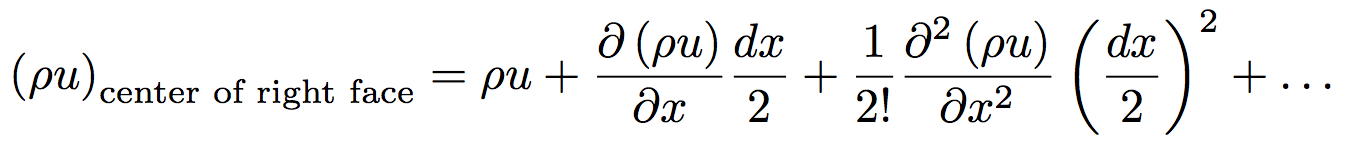 (ρu)center of right face = ρu + ∂(ρu)/∂x dx/2 + 1/2! ∂²(ρu)/∂x² (dx/2)² + ...